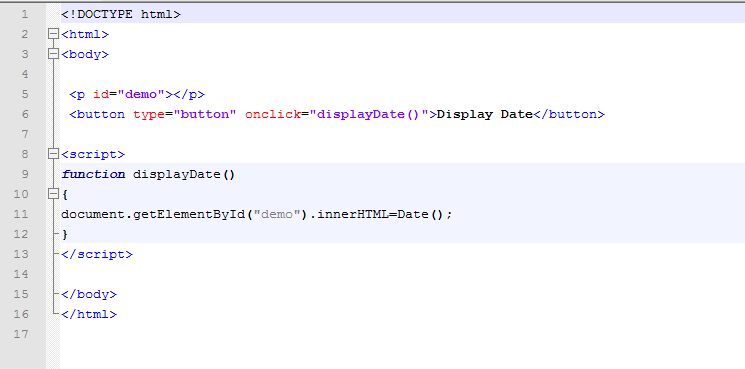 1 <!DOCTYPE html>
2 <html>
3 <body>
4
5 <p id="demo"></p>
6 <button type="button" onclick="displayDate()">Display Date</button>
7
8 <script>
9 function displayDate()
10 {
11 document.getElementById("demo").innerHTML=Date();
12 }
13 </script>
14
15 </body>
16 </html>
17